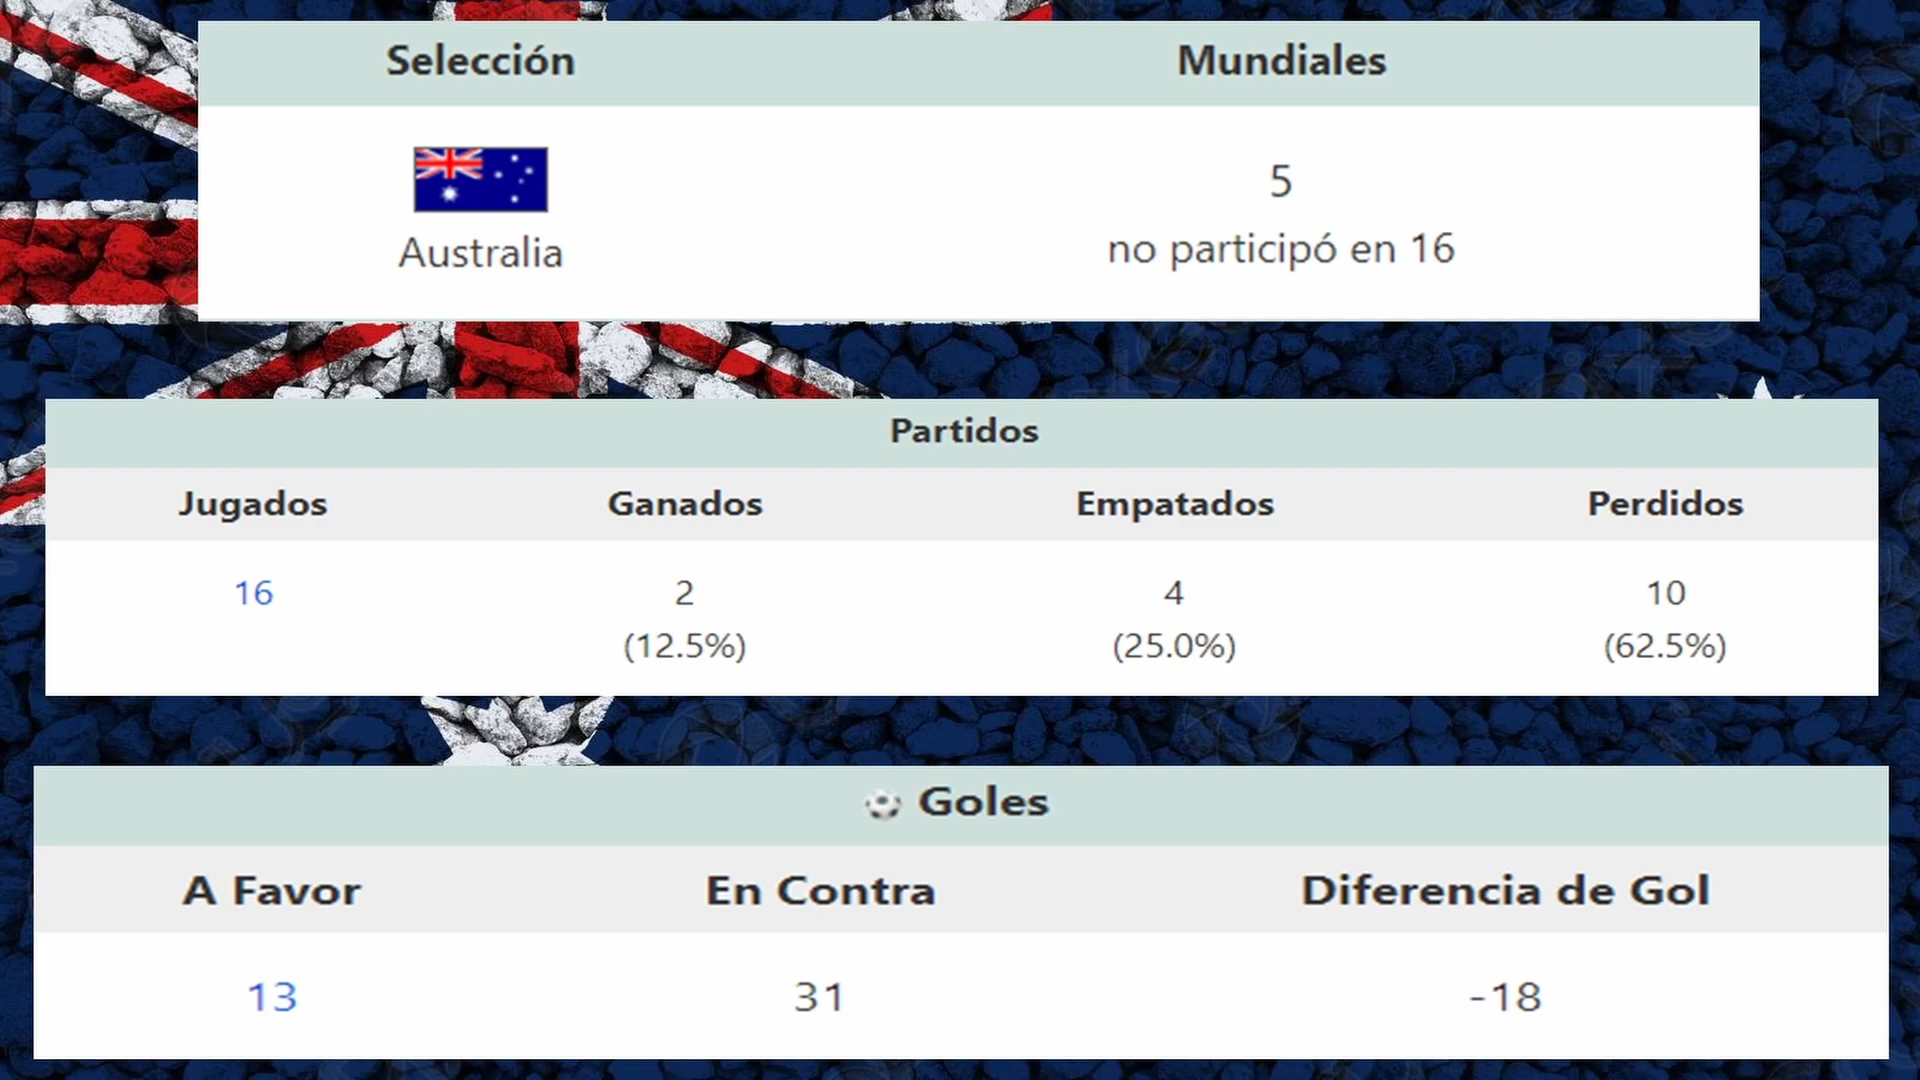 Selección Mundiales
Australia
5
no participó en 16
Partidos
Jugados Ganados Empatados Perdidos
16 2 4 10
(12.5%) (25.0%) (62.5%)
Goles
A Favor En Contra Diferencia de Gol
13 31 -18